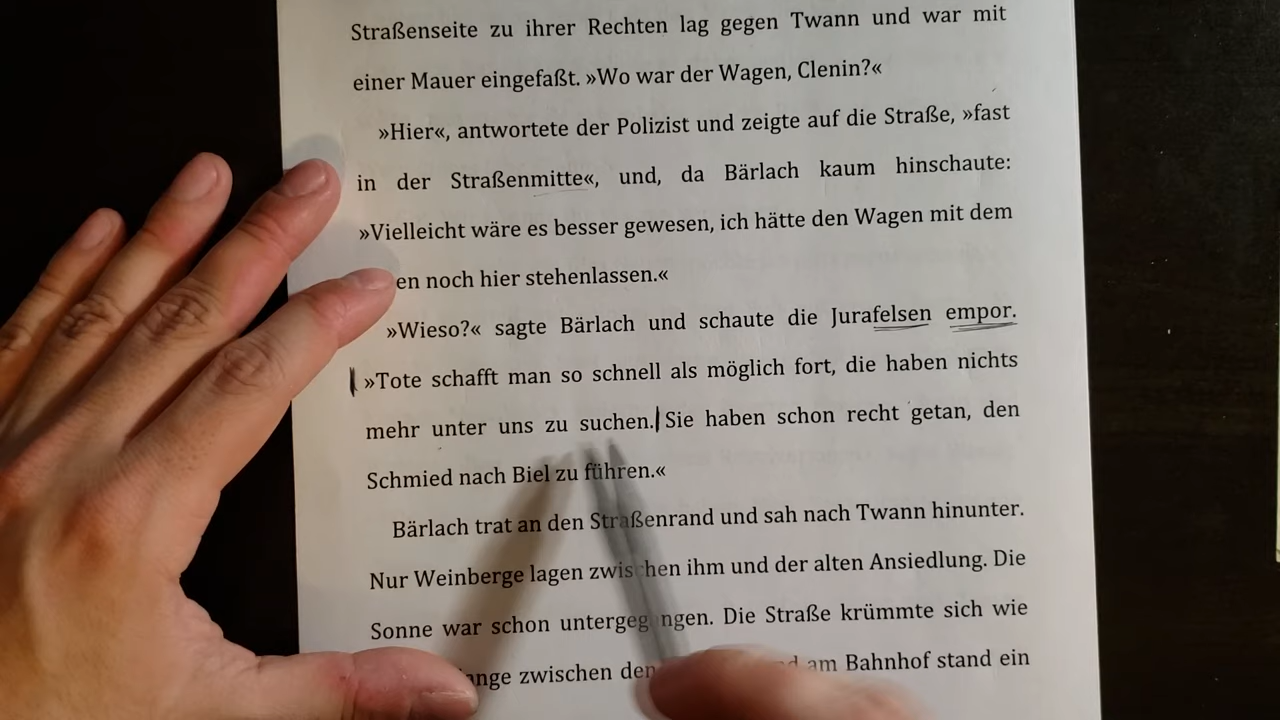 Straßenseite zu ihrer Rechten lag gegen Twann und war mit
einer Mauer eingefaßt. »Wo war der Wagen, Clenin?«
»Hier«, antwortete der Polizist und zeigte auf die Straße, »fast
in der Straßenmitte«, und, da Bärlach kaum hinschaute:
»Vielleicht wäre es besser gewesen, ich hätte den Wagen mit dem
noch hier stehenlassen.«
»Wieso?« sagte Bärlach und schaute die Jurafelsen empor.
»Tote schafft man so schnell als möglich fort, die haben nichts
mehr unter uns zu suchen. Sie haben schon recht getan, den
Schmied nach Biel zu führen.«
Bärlach trat an den Straßenrand und sah nach Twann hinunter.
Nur Weinberge lagen zwischen ihm und der alten Ansiedlung. Die
Sonne war schon untergegangen. Die Straße krümmte sich wie
zwischen den am Bahnhof stand ein